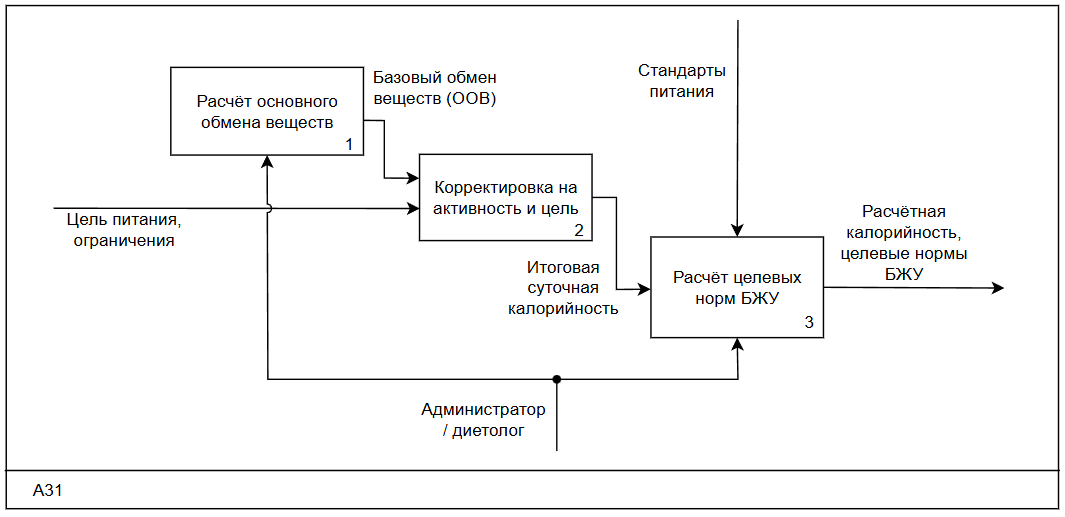 Расчёт основного
обмена веществ
1
Базовый обмен
веществ (ООВ)
Стандарты
питания
Корректировка на
активность и цель
2
Цель питания,
ограничения
Расчётная
калорийность,
целевые нормы
БЖУ
Итоговая
суточная
калорийность
Расчёт целевых
норм БЖУ
3
Администратор
/ диетолог
A31